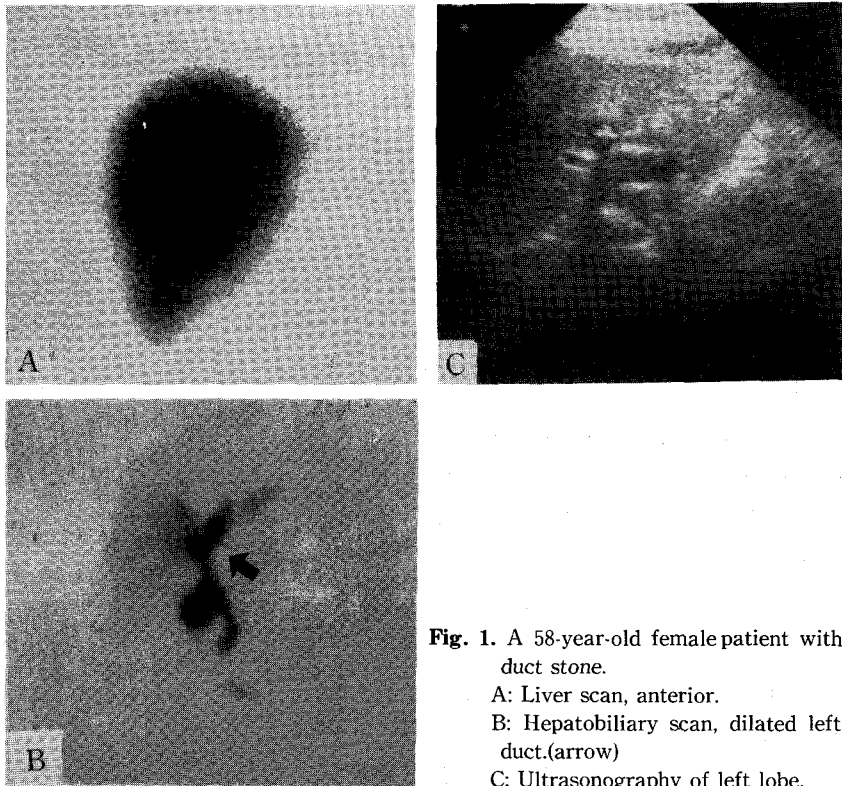 A
C
B
Fig. 1. A 58-year-old female patient with
duct stone.
A: Liver scan, anterior.
B: Hepatobiliary scan, dilated left
duct.(arrow)
C: Ultrasonography of left lobe.